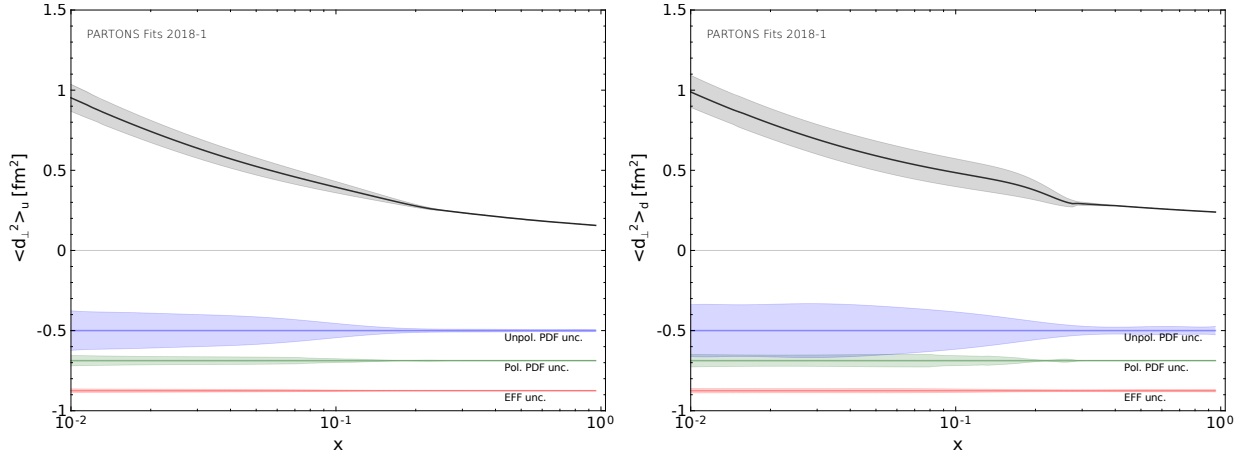 1.5
PARTONS Fits 2018-1
1
0.5
0
-0.5
-1
<d⊥²>u [fm²]
Unpol. PDF unc.
Pol. PDF unc.
EFF unc.
10⁻²
10⁻¹
10⁰
x
1.5
PARTONS Fits 2018-1
1
0.5
0
-0.5
-1
<d⊥²>d [fm²]
Unpol. PDF unc.
Pol. PDF unc.
EFF unc.
10⁻²
10⁻¹
10⁰
x